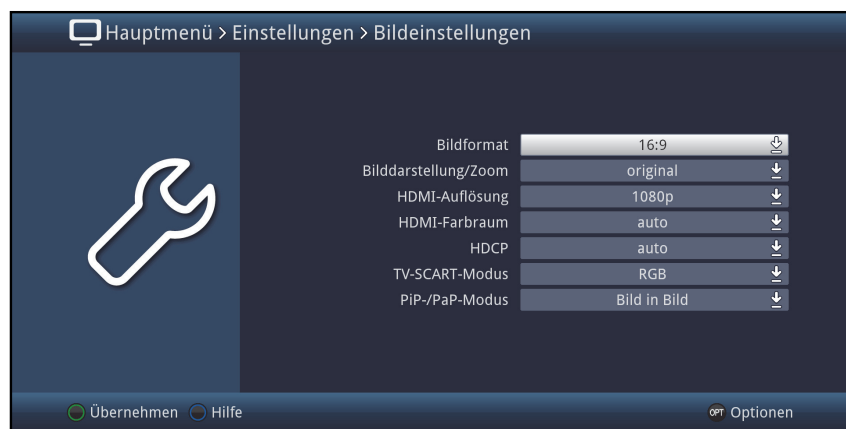 Hauptmenü > Einstellungen > Bildeinstellungen
Bildformat 16:9
Bilddarstellung/Zoom original
HDMI-Auflösung 1080p
HDMI-Farbraum auto
HDCP auto
TV-SCART-Modus RGB
PiP-/PaP-Modus Bild in Bild
Übernehmen Hilfe OPT Optionen